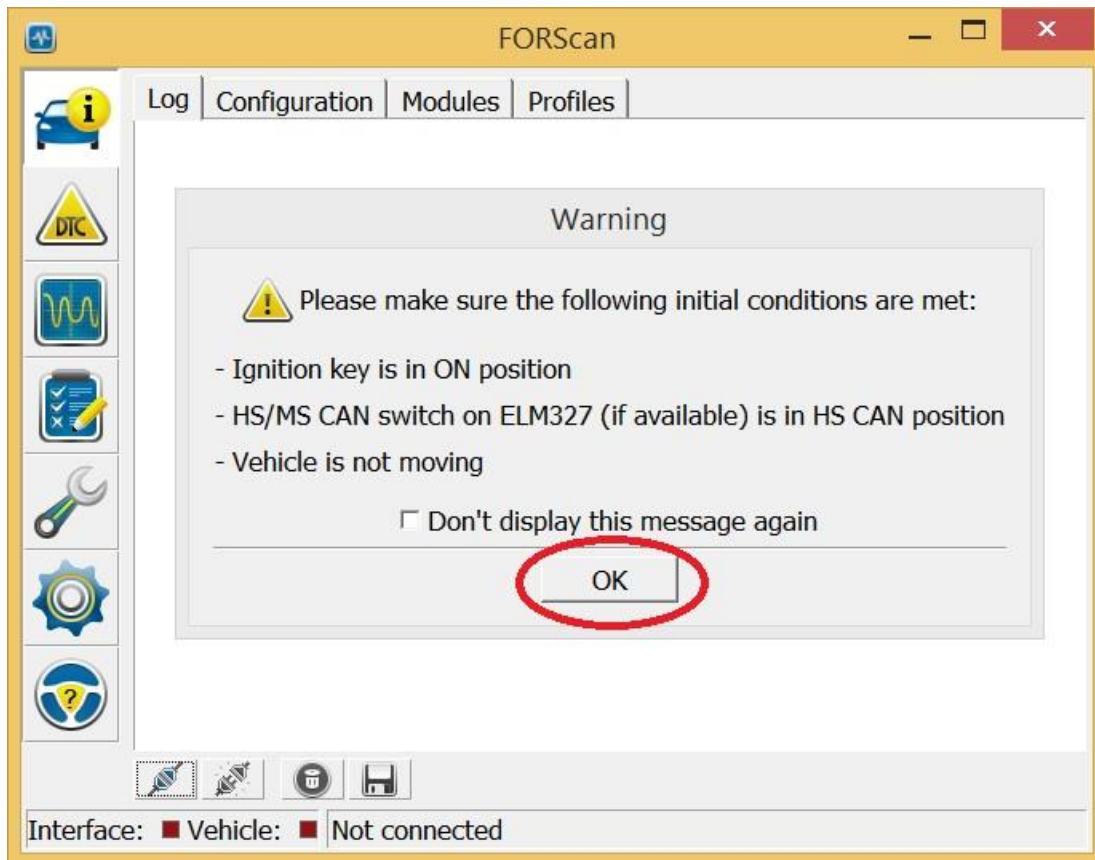 FORScan
Log Configuration Modules Profiles
i
DTC
Warning
! Please make sure the following initial conditions are met:
- Ignition key is in ON position
- HS/MS CAN switch on ELM327 (if available) is in HS CAN position
- Vehicle is not moving
Don't display this message again
OK
?
Interface: Vehicle: Not connected